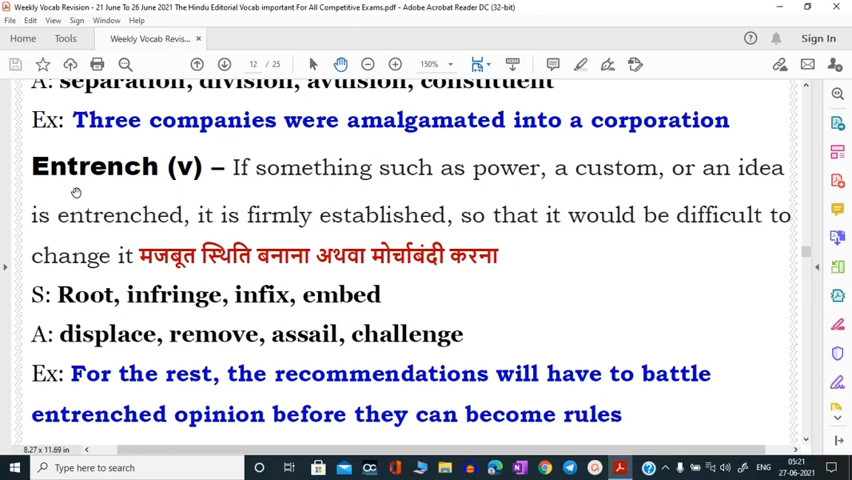 Weekly Vocab Revision - 21 June To 26 June 2021 The Hindu Editorial Vocab important For All Competitive Exams.pdf - Adobe Acrobat Reader DC (32-bit)
File Edit View Sign Window Help
Home Tools Weekly Vocab Revis... × Sign In
12 / 25 150%
A: separation, division, avulsion, constituent
Ex: Three companies were amalgamated into a corporation
Entrench (v) – If something such as power, a custom, or an idea
is entrenched, it is firmly established, so that it would be difficult to
change it मजबूत स्थिति बनाना अथवा मोर्चाबंदी करना
S: Root, infringe, infix, embed
A: displace, remove, assail, challenge
Ex: For the rest, the recommendations will have to battle
entrenched opinion before they can become rules
8.27 x 11.69 in
Type here to search
ENG
05:21
27-06-2021